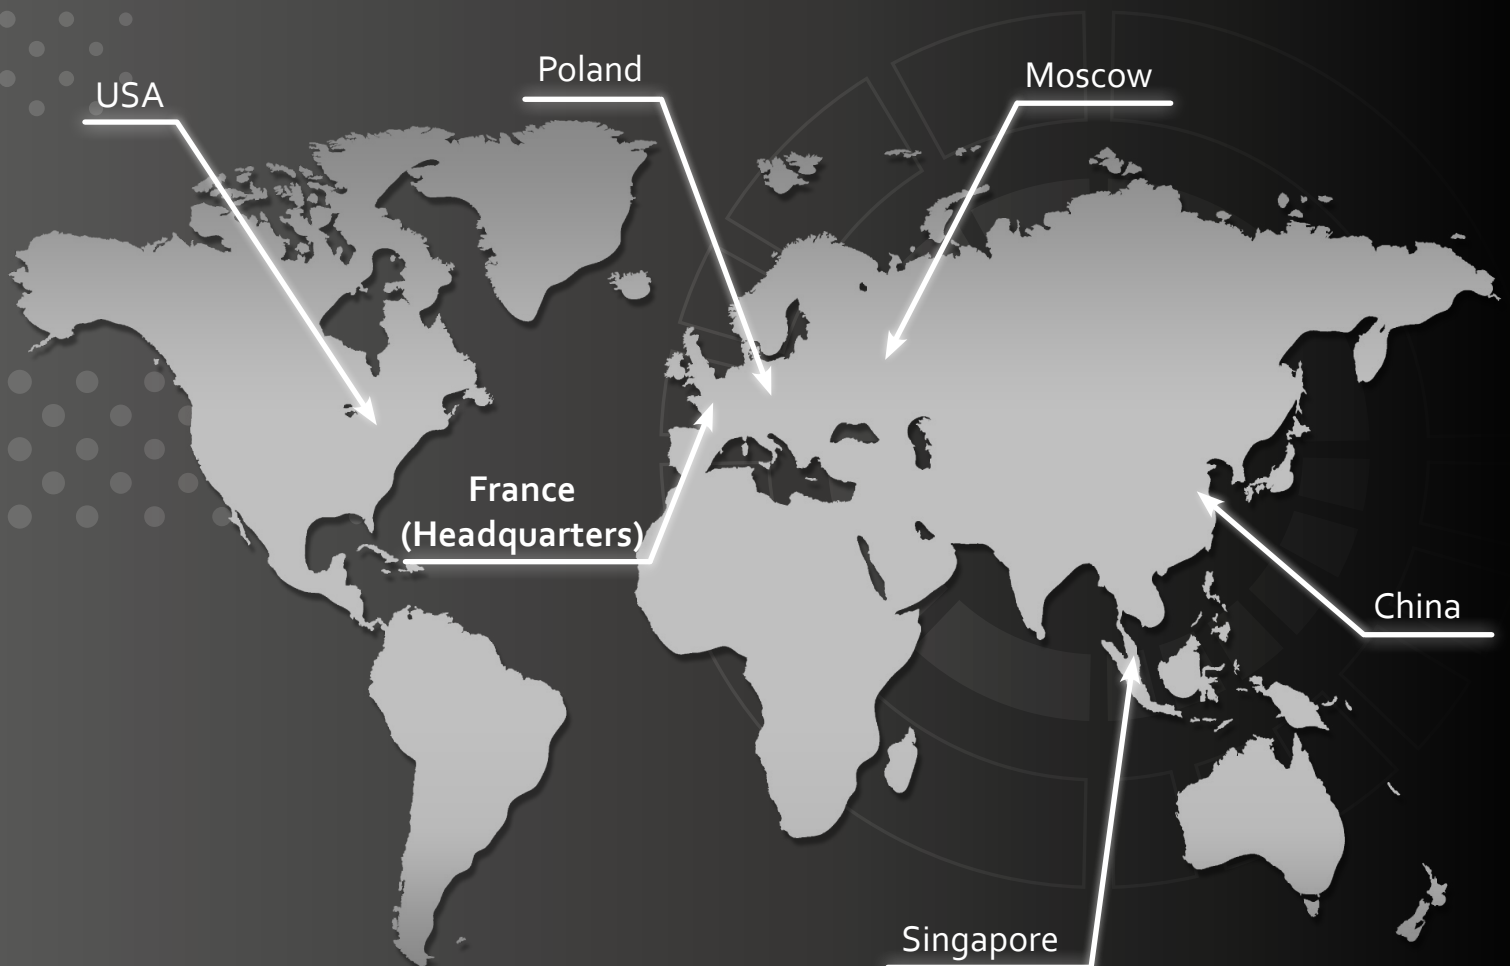 Poland
Moscow
USA
France
(Headquarters)
China
Singapore